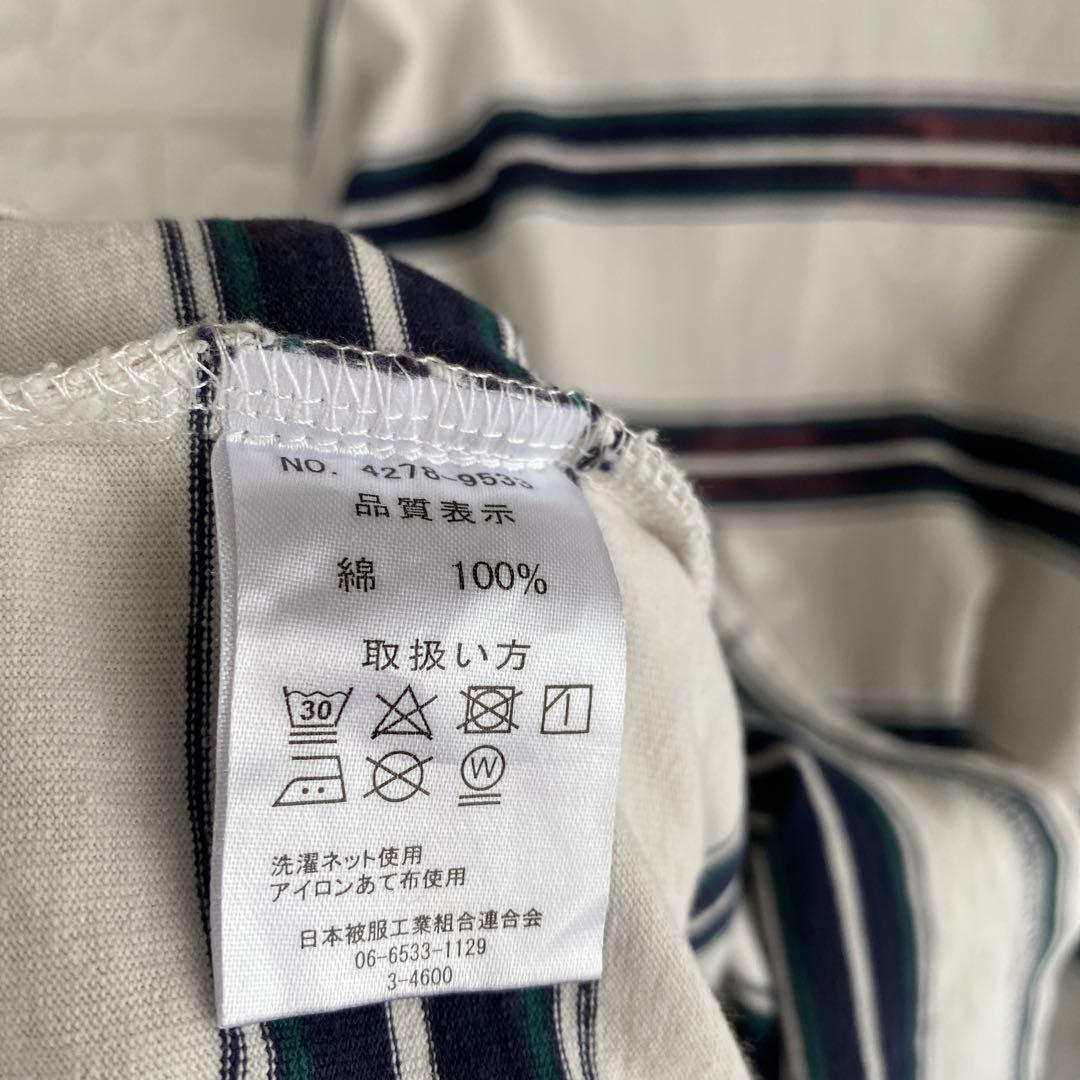 NO. 4278-9533
品質表示
綿 100%
取扱い方
30
W
洗濯ネット使用
アイロンあて布使用
日本被服工業組合連合会
06-6533-1129
3-4600